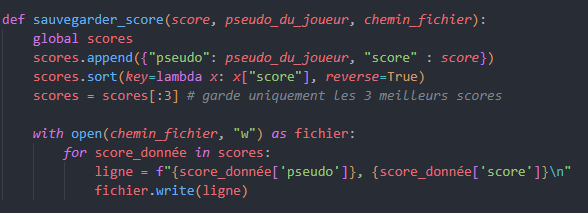 def sauvegarder_score(score, pseudo_du_joueur, chemin_fichier):
    global scores
    scores.append({"pseudo": pseudo_du_joueur, "score" : score})
    scores.sort(key=lambda x: x["score"], reverse=True)
    scores = scores[:3] # garde uniquement les 3 meilleurs scores

    with open(chemin_fichier, "w") as fichier:
        for score_donnée in scores:
            ligne = f"{score_donnée['pseudo']}, {score_donnée['score']}\n"
            fichier.write(ligne)